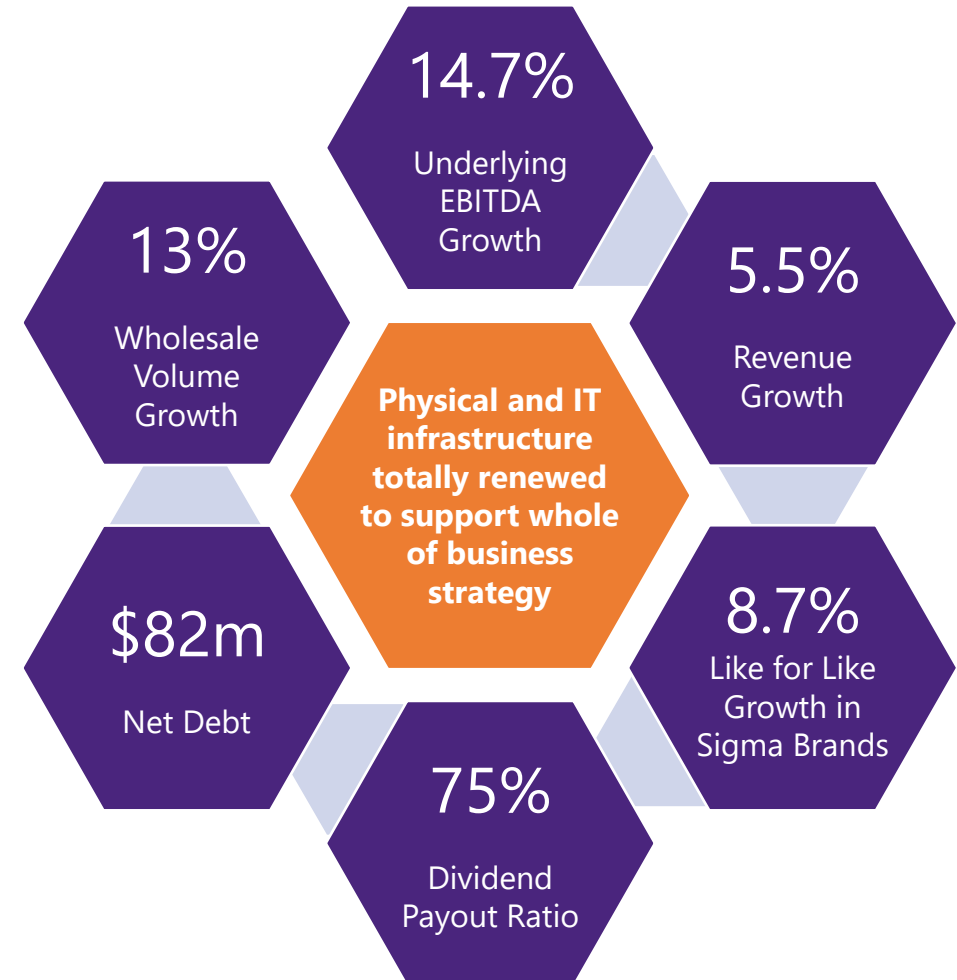 14.7%
Underlying
EBITDA
Growth
5.5%
Revenue
Growth
8.7%
Like for Like
Growth in
Sigma Brands
75%
Dividend
Payout Ratio
$82m
Net Debt
13%
Wholesale
Volume
Growth
Physical and IT
infrastructure
totally renewed
to support whole
of business
strategy